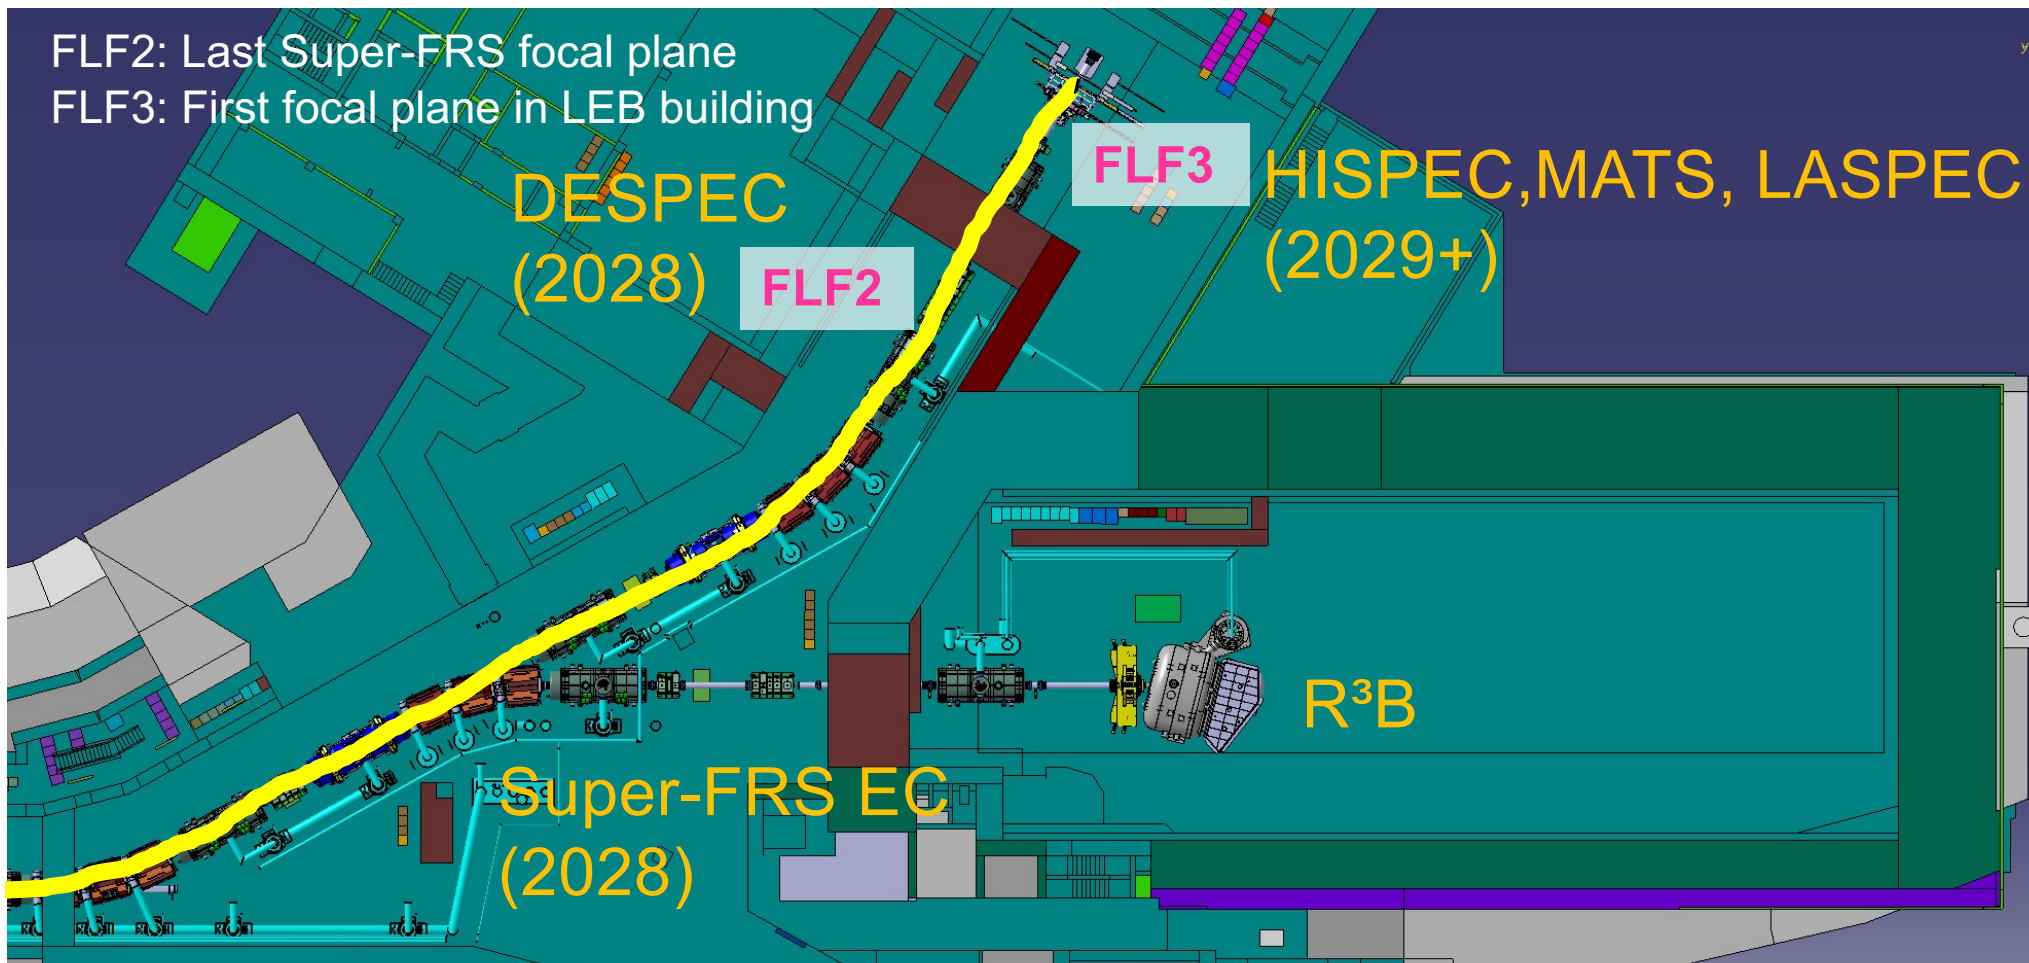 FLF2: Last Super-FRS focal plane
FLF3: First focal plane in LEB building
y
FLF3
HISPEC,MATS, LASPEC
(2029+)
DESPEC
(2028)
FLF2
R³B
Super-FRS EC
(2028)